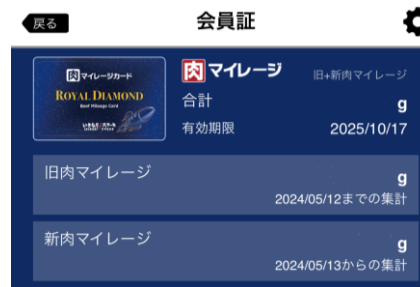 戻る
会員証
肉マイレージカード
ROYAL DIAMOND
Beef Mileage Card
肉マイレージ
旧+新肉マイレージ
合計
g
有効期限
2025/10/17
旧肉マイレージ
g
2024/05/12までの集計
新肉マイレージ
g
2024/05/13からの集計